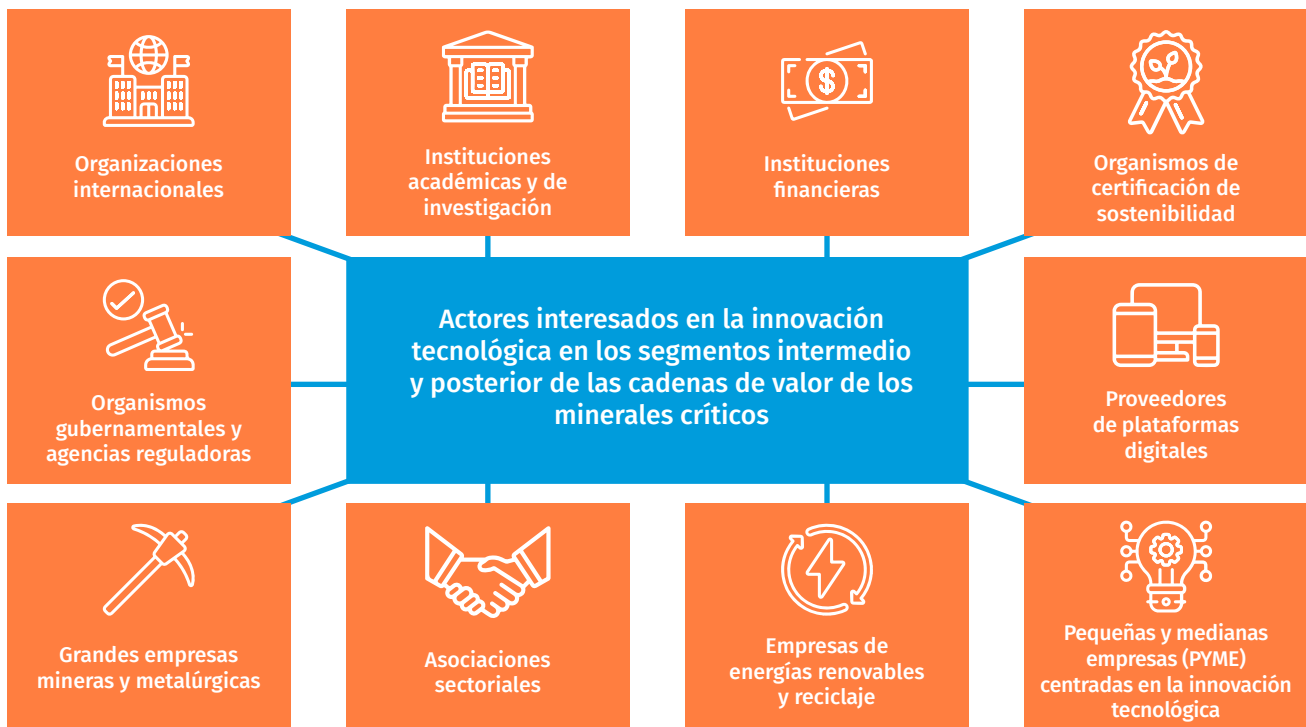 Organizaciones
internacionales
Instituciones
académicas y de
investigación
Instituciones
financieras
Organismos de
certificación de
sostenibilidad
Organismos
gubernamentales y
agencias reguladoras
Actores interesados en la innovación
tecnológica en los segmentos intermedio
y posterior de las cadenas de valor de los
minerales críticos
Proveedores
de plataformas
digitales
Grandes empresas
mineras y metalúrgicas
Asociaciones
sectoriales
Empresas de
energías renovables
y reciclaje
Pequeñas y medianas
empresas (PYME)
centradas en la innovación
tecnológica